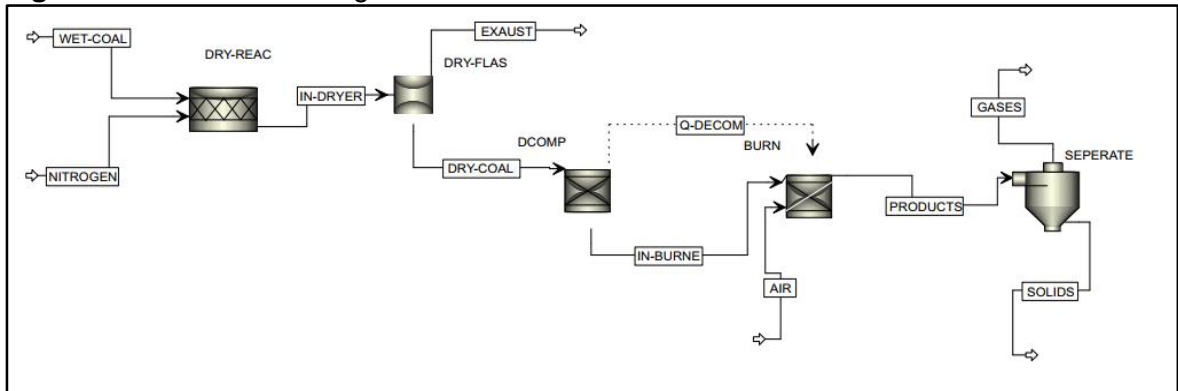 WET-COAL
DRY-REAC
NITROGEN
IN-DRYER
EXAUST
DRY-FLAS
DRY-COAL
DCOMP
Q-DECOM
BURN
IN-BURNE
AIR
PRODUCTS
GASES
SEPERATE
SOLIDS